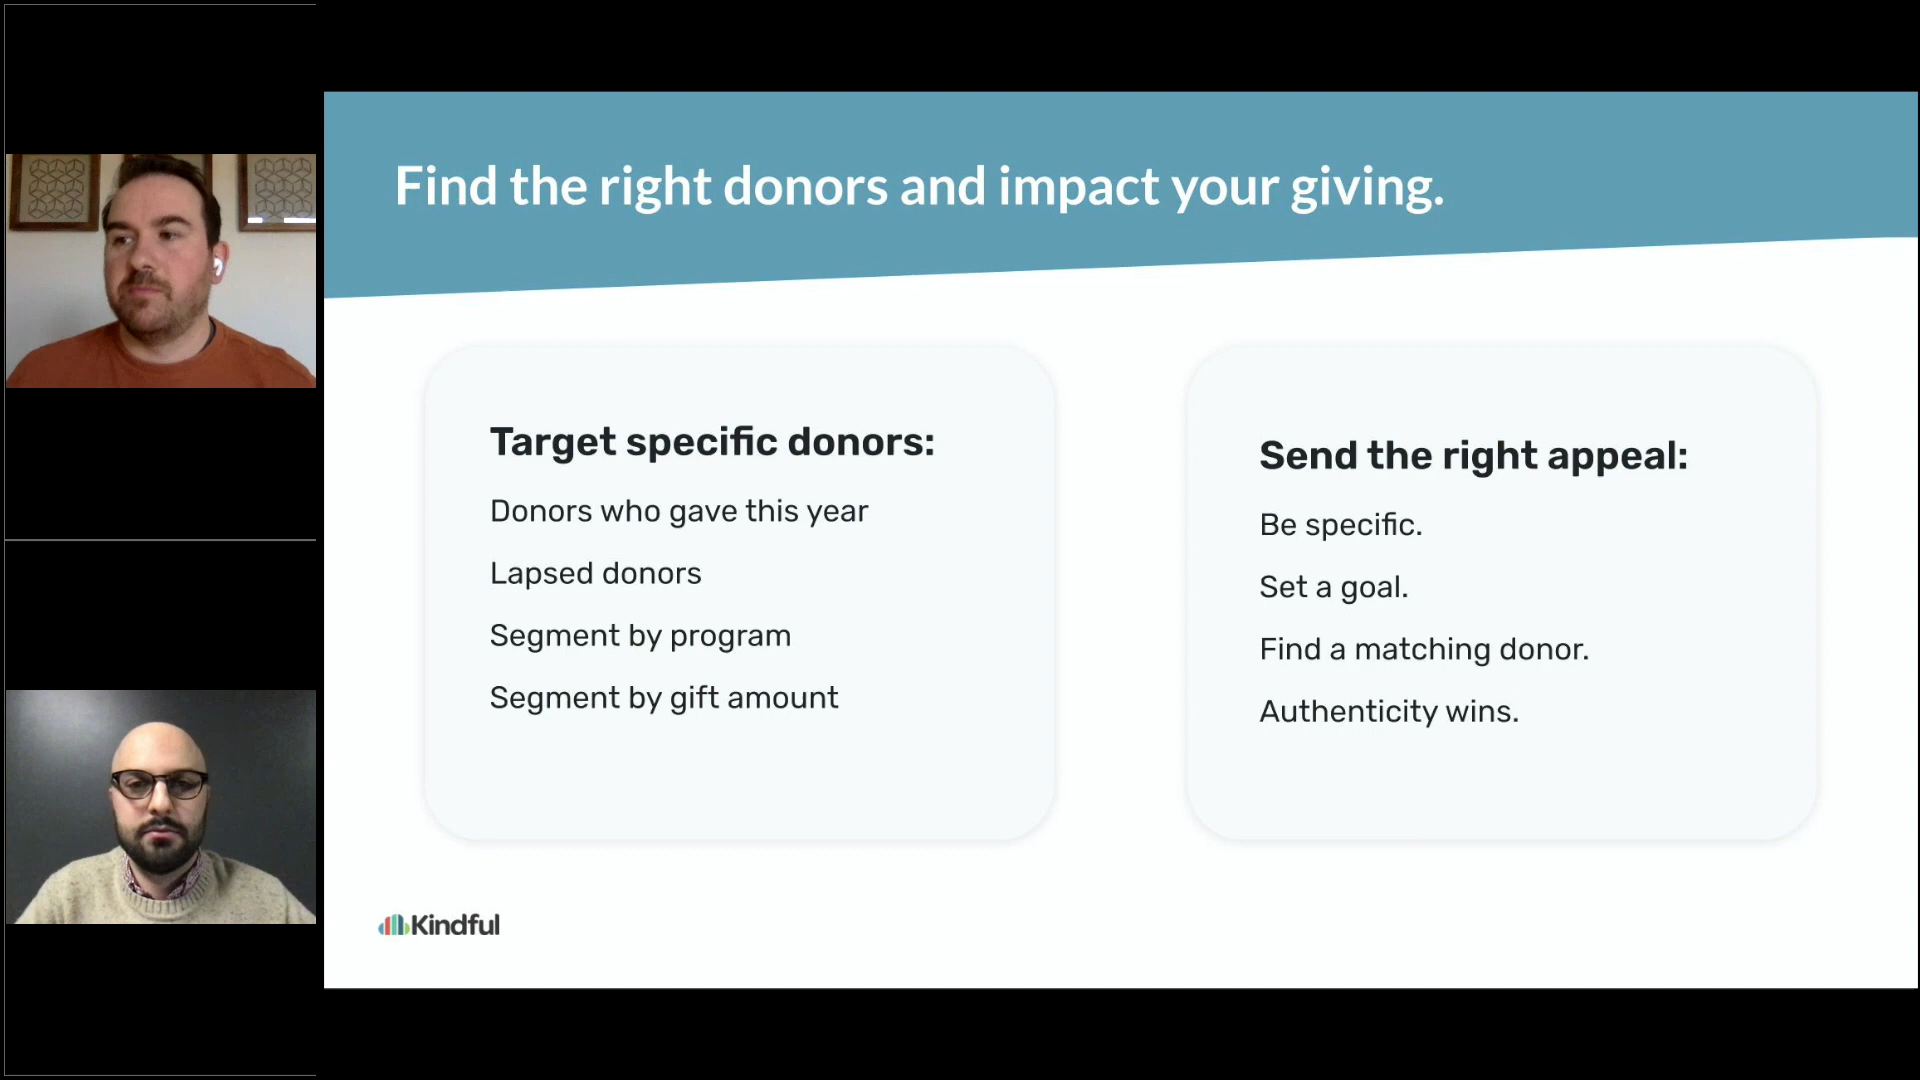 Find the right donors and impact your giving.
Target specific donors:
Donors who gave this year
Lapsed donors
Segment by program
Segment by gift amount
Send the right appeal:
Be specific.
Set a goal.
Find a matching donor.
Authenticity wins.
Kindful